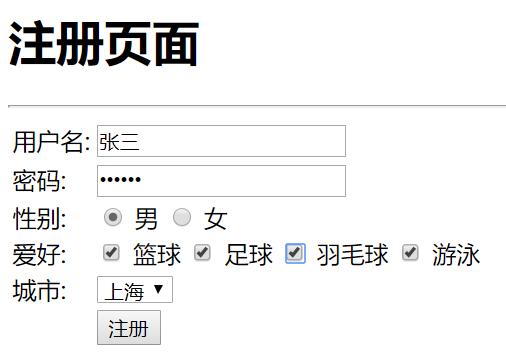 注册页面
用户名: 张三
密码: ••••••
性别: 男 女
爱好: 篮球 足球 羽毛球 游泳
城市: 上海
注册